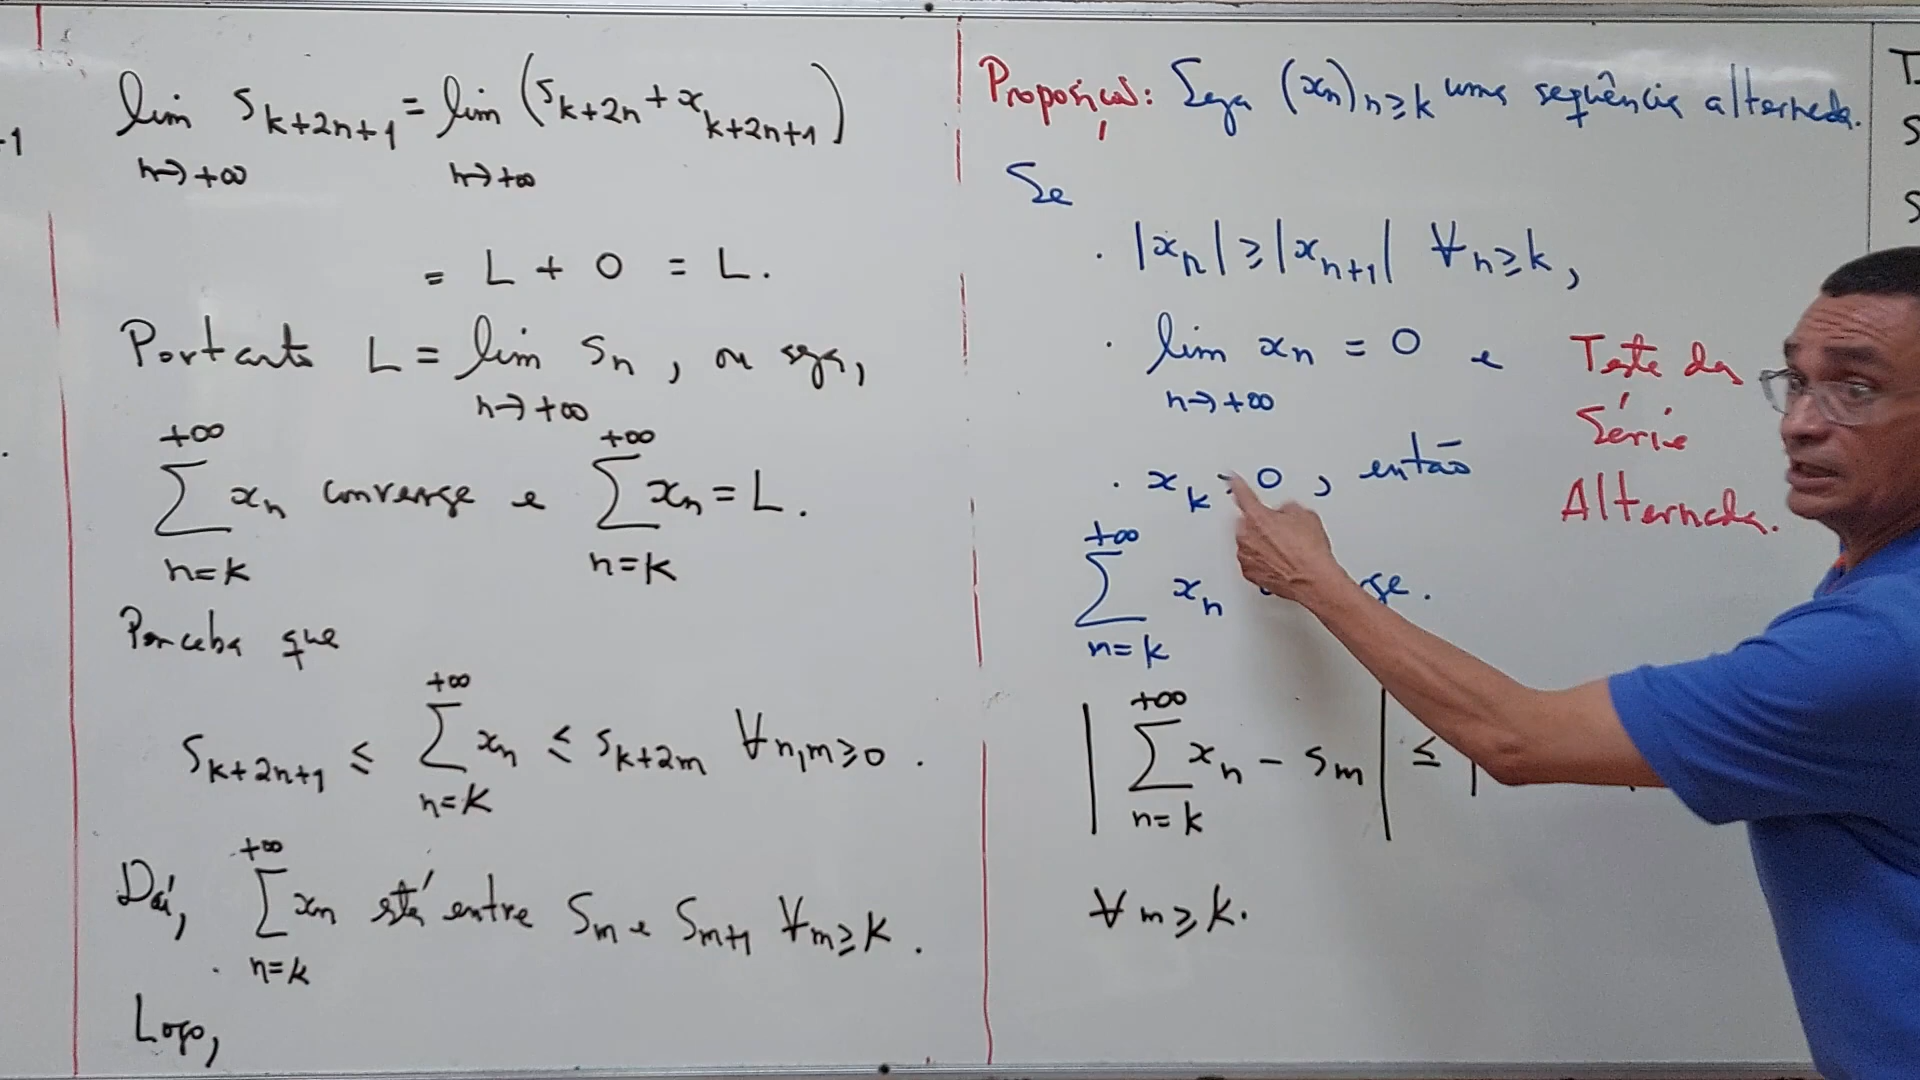 -1
lim s_{k+2n+1} = lim (s_{k+2n} + x_{k+2n+1})
n→+∞ n→+∞
= L + 0 = L.
Portanto L = lim s_n, ou seja,
n→+∞
+∞ +∞
∑ x_n converge e ∑ x_n = L.
n=k n=k
Perceba que
+∞
s_{k+2n+1} ≤ ∑ x_n ≤ s_{k+2m} ∀n,m≥0.
n=k
+∞
Daí, ∑ x_n está entre s_m e s_{m+1} ∀m≥k.
n=k
Logo,
Proposição: Seja (x_n)_{n≥k} uma sequência alternada.
Se
· |x_n| ≥ |x_{n+1}| ∀n≥k,
· lim x_n = 0 e
n→+∞
· x_k 0, então
+∞
∑ x_n
n=k
Teste da
Série
Alternada.
+∞
| ∑ x_n - s_m | ≤ |
n=k
∀m≥k.
T
S
S